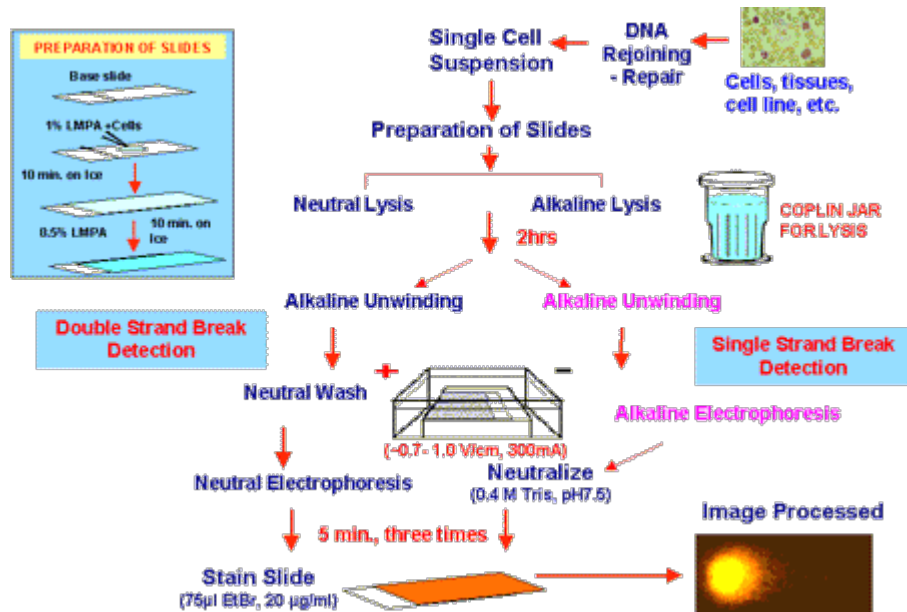 PREPARATION OF SLIDES
Base slide
1% LMPA +Cells
10 min. on Ice
0.5% LMPA
10 min. on
Ice
Single Cell
Suspension
DNA
Rejoining
- Repair
Cells, tissues,
cell line, etc.
Preparation of Slides
Neutral Lysis
Alkaline Lysis
2hrs
COPLIN JAR
FOR LYSIS
Alkaline Unwinding
Alkaline Unwinding
Double Strand Break
Detection
Single Strand Break
Detection
+
−
Neutral Wash
Alkaline Electrophoresis
(~0.7- 1.0 V/cm, 300mA)
Neutral Electrophoresis
Neutralize
(0.4 M Tris, pH7.5)
5 min., three times
Image Processed
Stain Slide
(75µl EtBr, 20 µg/ml)